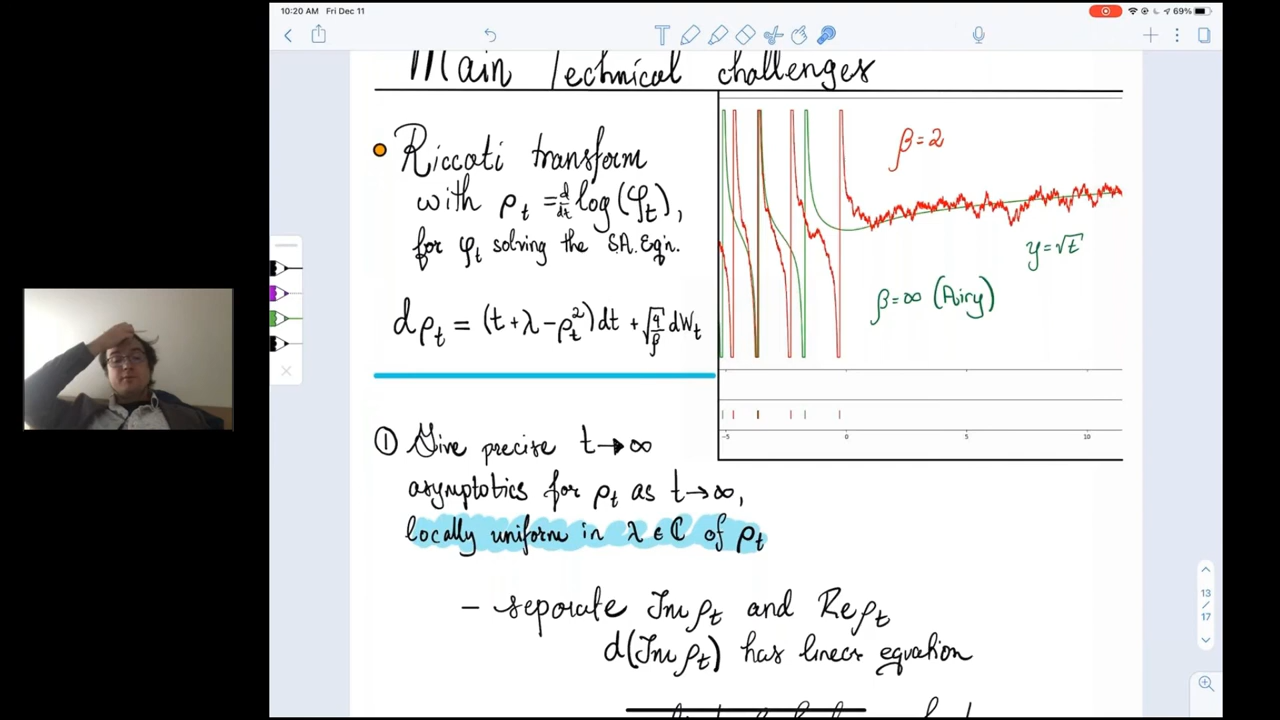 10:20 AM Fri Dec 11
69%
Main Technical challenges
Riccati transform
with ρₜ = d/dt log(φₜ),
for φₜ solving the S.A. Eq'n.
dρₜ = (t+λ-ρₜ²)dt + √(4/β) dWₜ
β=2
y=√t
β=∞ (Airy)
-5 0 5 10
① Give precise t→∞
asymptotics for ρₜ as t→∞,
locally uniform in λ∈ℂ of ρₜ
- separate Im ρₜ and Re ρₜ
d(Im ρₜ) has linear equation
13
/
17